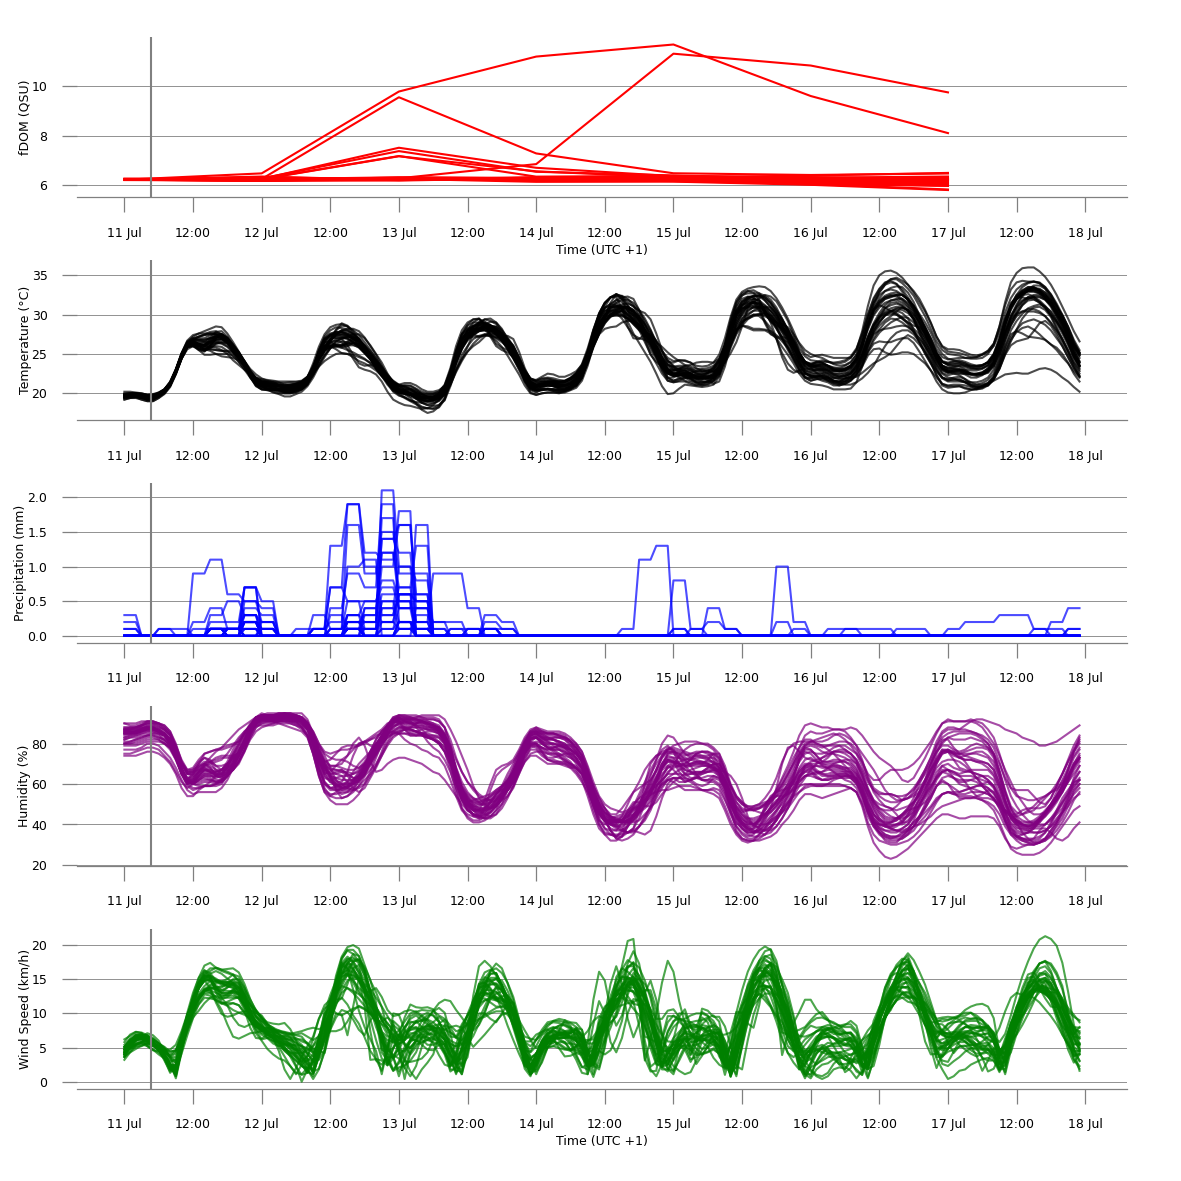 fDOM (QSU)
10
8
6
11 Jul 12:00 12 Jul 12:00 13 Jul 12:00 14 Jul 12:00 15 Jul 12:00 16 Jul 12:00 17 Jul 12:00 18 Jul
Time (UTC +1)
Temperature (°C)
35
30
25
20
11 Jul 12:00 12 Jul 12:00 13 Jul 12:00 14 Jul 12:00 15 Jul 12:00 16 Jul 12:00 17 Jul 12:00 18 Jul
Precipitation (mm)
2.0
1.5
1.0
0.5
0.0
11 Jul 12:00 12 Jul 12:00 13 Jul 12:00 14 Jul 12:00 15 Jul 12:00 16 Jul 12:00 17 Jul 12:00 18 Jul
Humidity (%)
80
60
40
20
11 Jul 12:00 12 Jul 12:00 13 Jul 12:00 14 Jul 12:00 15 Jul 12:00 16 Jul 12:00 17 Jul 12:00 18 Jul
Wind Speed (km/h)
20
15
10
5
0
11 Jul 12:00 12 Jul 12:00 13 Jul 12:00 14 Jul 12:00 15 Jul 12:00 16 Jul 12:00 17 Jul 12:00 18 Jul
Time (UTC +1)